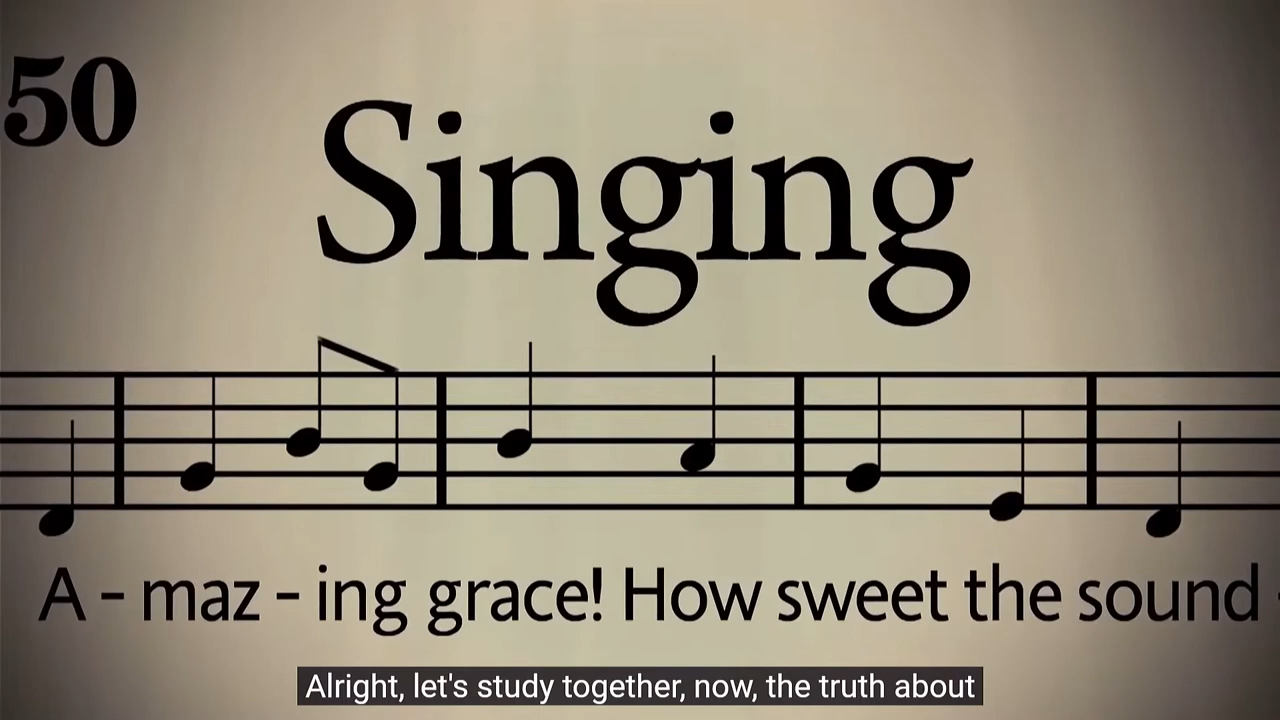 50
Singing
A - maz - ing grace! How sweet the sound -
Alright, let's study together, now, the truth about